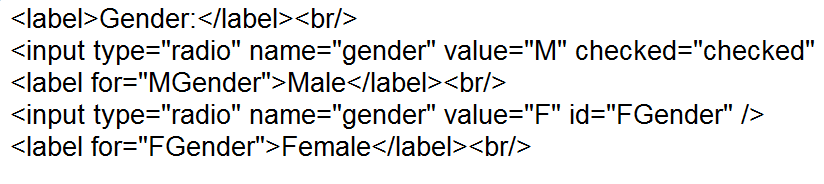 <label>Gender:</label><br/>
<input type="radio" name="gender" value="M" checked="checked"
<label for="MGender">Male</label><br/>
<input type="radio" name="gender" value="F" id="FGender" />
<label for="FGender">Female</label><br/>